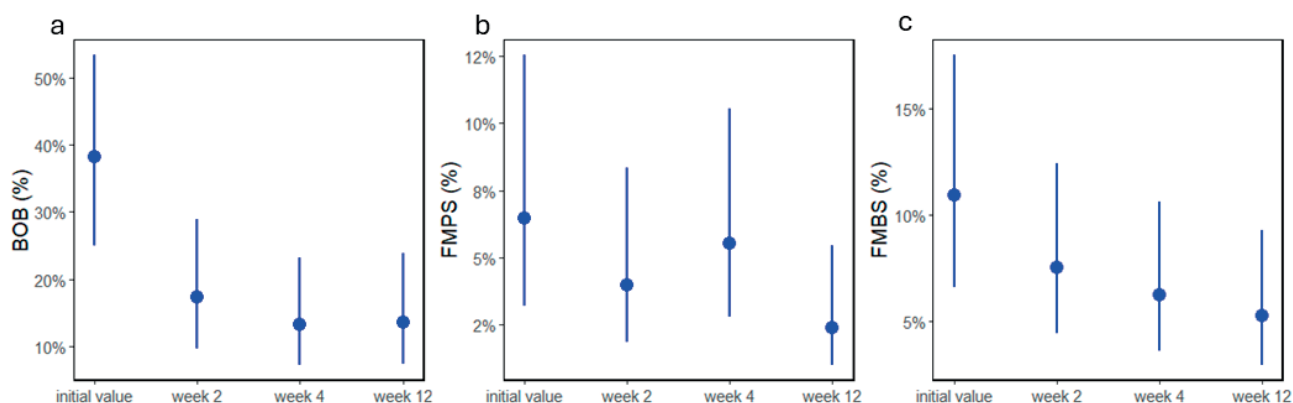 a
BOB (%)
50%
40%
30%
20%
10%
initial value week 2 week 4 week 12
b
FMPS (%)
12%
10%
8%
5%
2%
initial value week 2 week 4 week 12
c
FMBS (%)
15%
10%
5%
initial value week 2 week 4 week 12